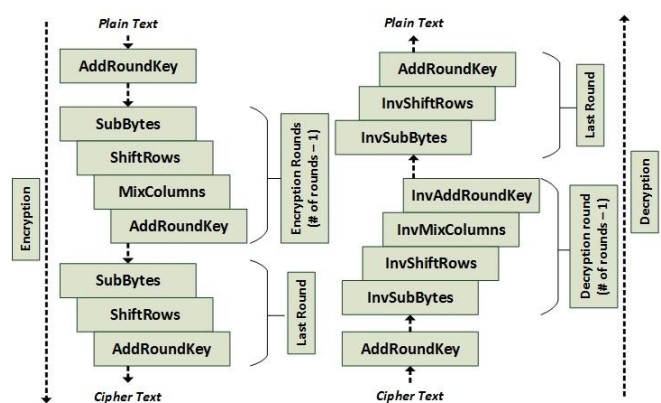 Plain Text
AddRoundKey
SubBytes
ShiftRows
MixColumns
AddRoundKey
SubBytes
ShiftRows
AddRoundKey
Cipher Text
Encryption
Encryption Rounds
(# of rounds – 1)
Last Round
Plain Text
AddRoundKey
InvShiftRows
InvSubBytes
InvAddRoundKey
InvMixColumns
InvShiftRows
InvSubBytes
AddRoundKey
Cipher Text
Last Round
Decryption round
(# of rounds – 1)
Decryption